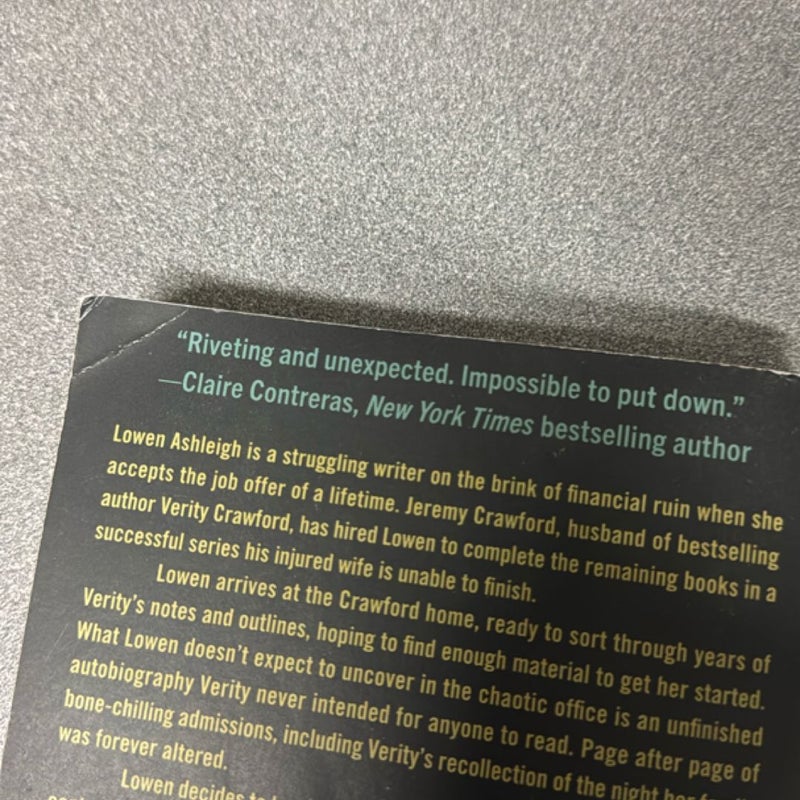 “Riveting and unexpected. Impossible to put down.”
—Claire Contreras, New York Times bestselling author
Lowen Ashleigh is a struggling writer on the brink of financial ruin when she
accepts the job offer of a lifetime. Jeremy Crawford, husband of bestselling
author Verity Crawford, has hired Lowen to complete the remaining books in a
successful series his injured wife is unable to finish.
Lowen arrives at the Crawford home, ready to sort through years of
Verity’s notes and outlines, hoping to find enough material to get her started.
What Lowen doesn’t expect to uncover in the chaotic office is an unfinished
autobiography Verity never intended for anyone to read. Page after page of
bone-chilling admissions, including Verity’s recollection of the night her
was forever altered.
Lowen decides to